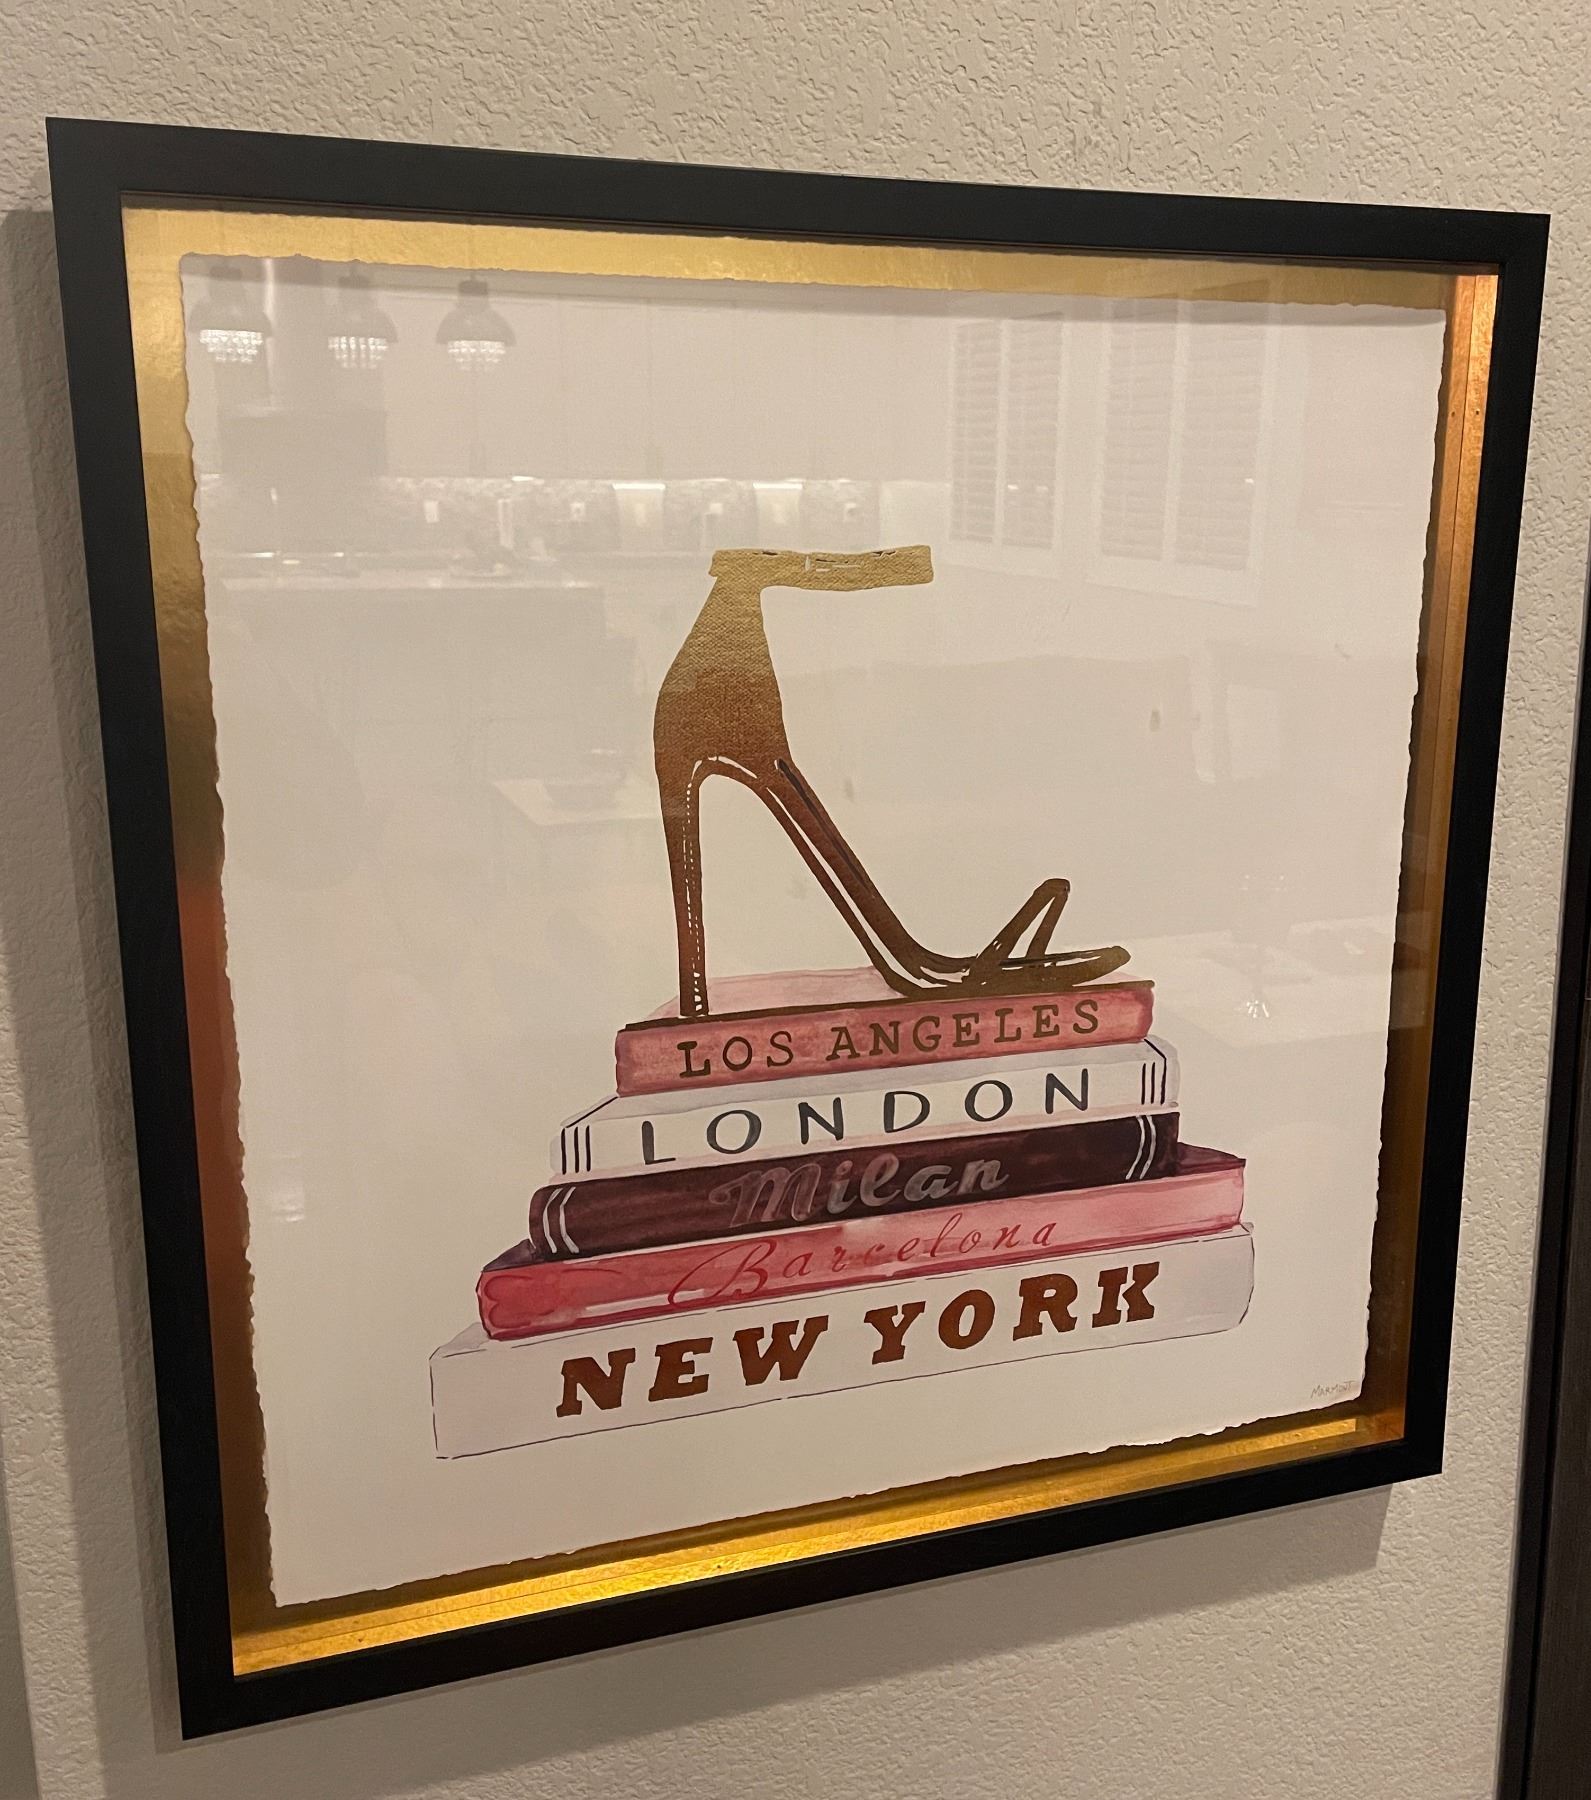 LOS ANGELES
LONDON
Milan
Barcelona
NEW YORK
MARMONT